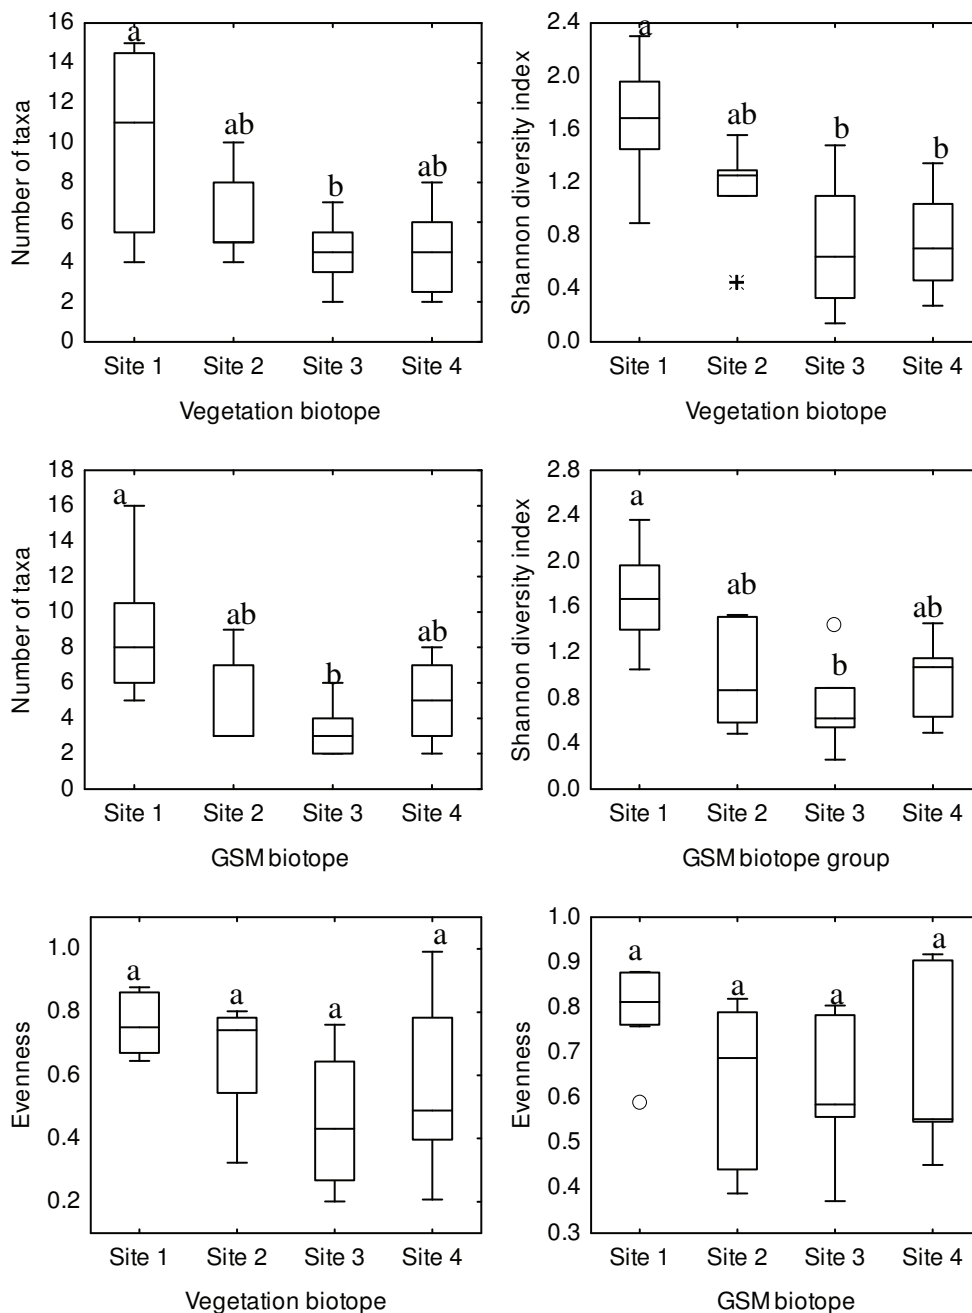 Number of taxa
16
14
12
10
8
6
4
2
0
a
ab
b
ab
Site 1 Site 2 Site 3 Site 4
Vegetation biotope
Shannon diversity index
2.4
2.0
1.6
1.2
0.8
0.4
0.0
a
ab
b
b
Site 1 Site 2 Site 3 Site 4
Vegetation biotope
Number of taxa
18
16
14
12
10
8
6
4
2
0
a
ab
b
ab
Site 1 Site 2 Site 3 Site 4
GSM biotope
Shannon diversity index
2.8
2.4
2.0
1.6
1.2
0.8
0.4
0.0
a
ab
b
ab
Site 1 Site 2 Site 3 Site 4
GSM biotope group
Evenness
1.0
0.8
0.6
0.4
0.2
a
a
a
a
Site 1 Site 2 Site 3 Site 4
Vegetation biotope
Evenness
1.0
0.9
0.8
0.7
0.6
0.5
0.4
0.3
a
a
a
a
Site 1 Site 2 Site 3 Site 4
GSM biotope